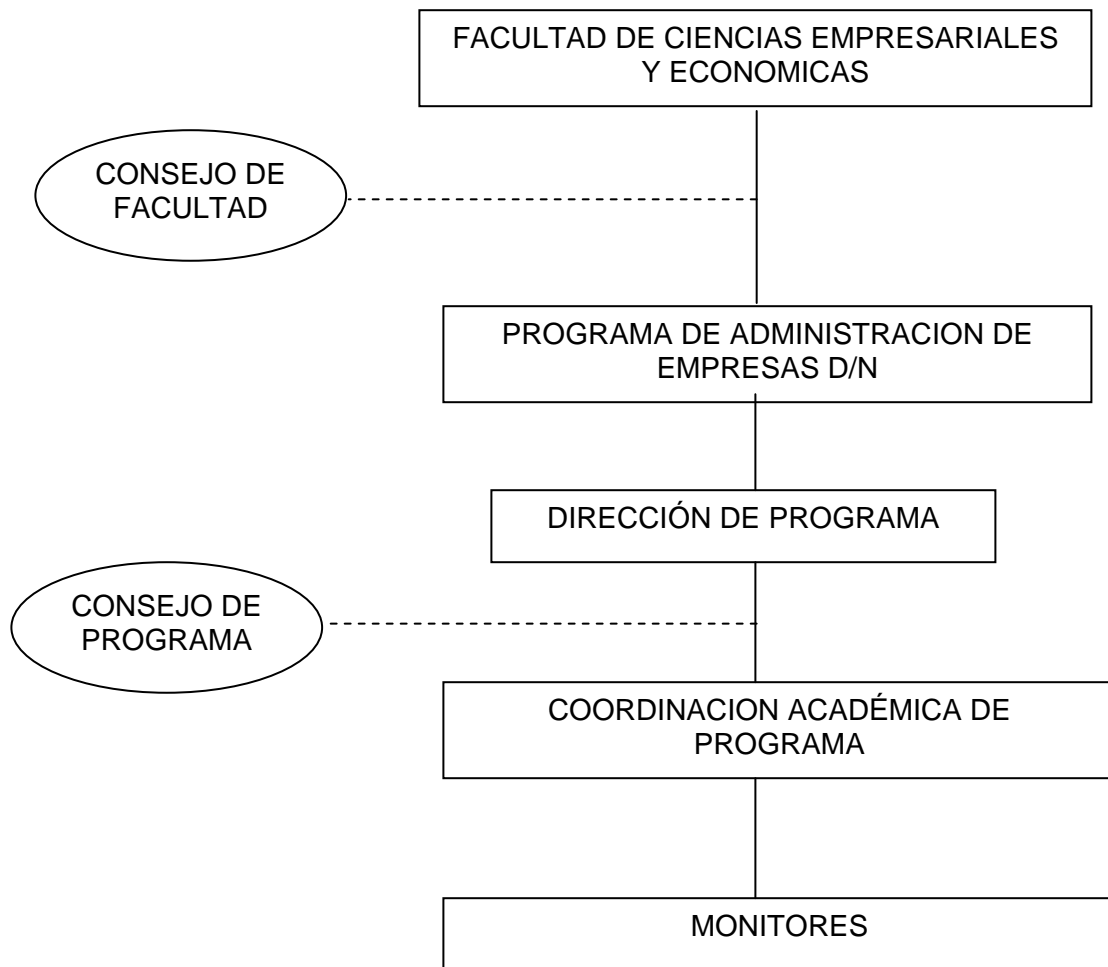 FACULTAD DE CIENCIAS EMPRESARIALES
Y ECONOMICAS
CONSEJO DE
FACULTAD
PROGRAMA DE ADMINISTRACION DE
EMPRESAS D/N
DIRECCIÓN DE PROGRAMA
CONSEJO DE
PROGRAMA
COORDINACION ACADÉMICA DE
PROGRAMA
MONITORES